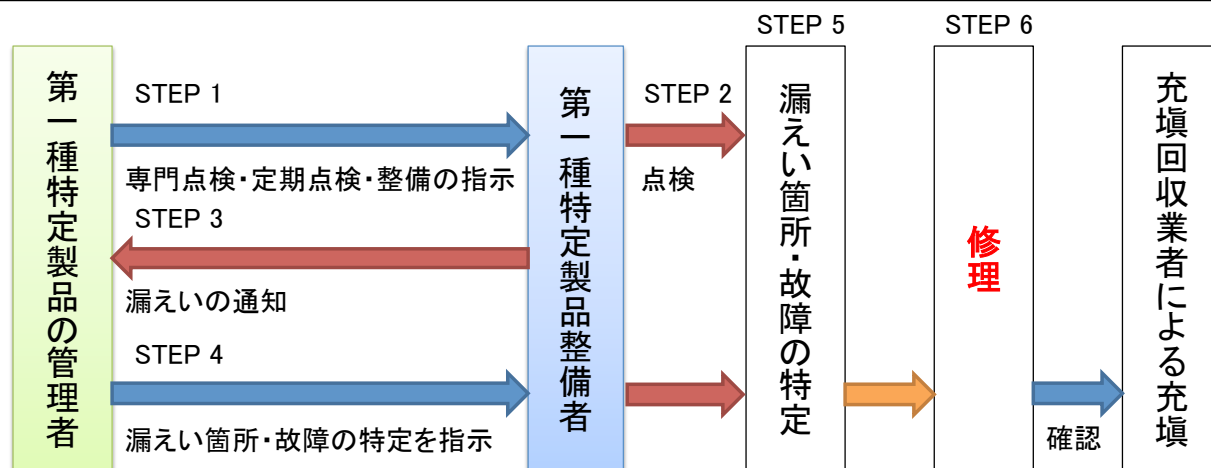 STEP 5
STEP 6
第一種特定製品の管理者
STEP 1
専門点検・定期点検・整備の指示
STEP 3
漏えいの通知
STEP 4
漏えい箇所・故障の特定を指示
第一種特定製品整備者
STEP 2
点検
漏えい箇所・故障の特定
修理
確認
充塡回収業者による充塡